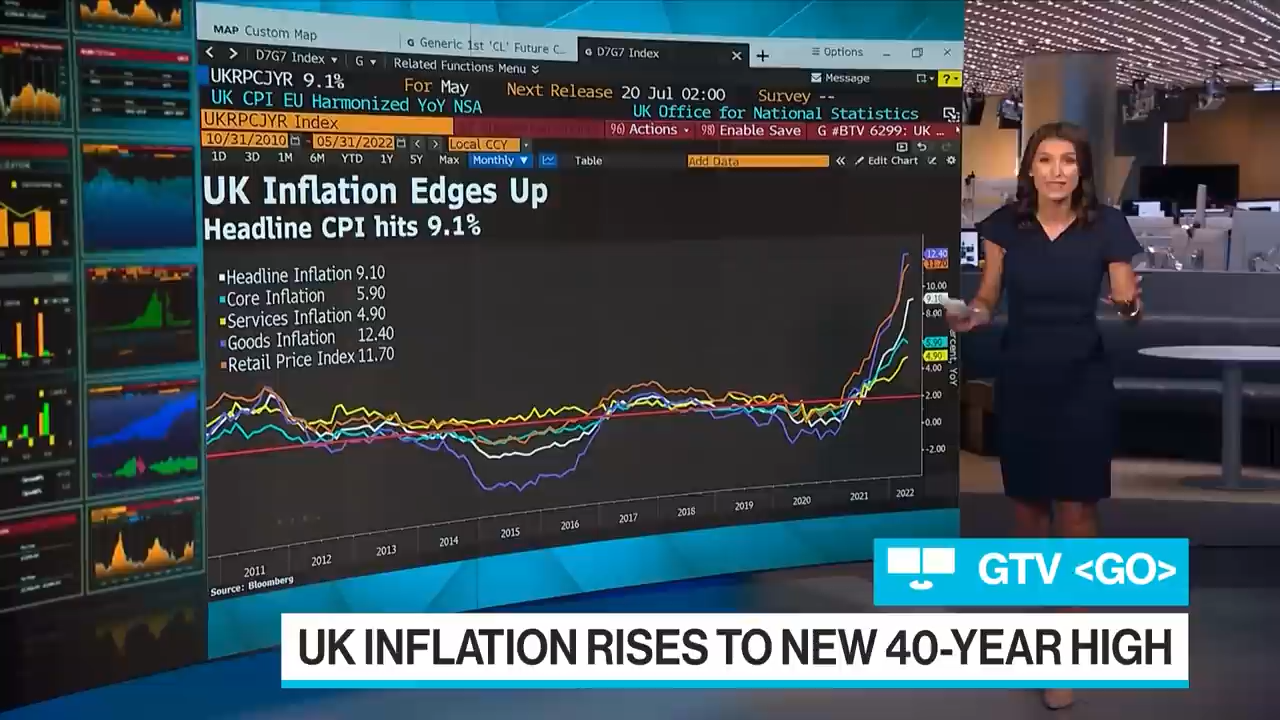 MAP Custom Map
G Generic 1st 'CL' Future C...
G D7G7 Index
D7G7 Index
G
Related Functions Menu
Options
UKRPCJYR 9.1%
For May
Next Release 20 Jul 02:00
Survey --
Message
?
UK CPI EU Harmonized YoY NSA
UK Office for National Statistics
UKRPCJYR Index
96) Actions
98) Enable Save
G #BTV 6299: UK ...
10/31/2010 - 05/31/2022
Local CCY
1D 3D 1M 6M YTD 1Y 5Y Max Monthly
Table
Add Data
Edit Chart
UK Inflation Edges Up
Headline CPI hits 9.1%
Headline Inflation 9.10
Core Inflation 5.90
Services Inflation 4.90
Goods Inflation 12.40
Retail Price Index 11.70
12.40
11.70
10.00
9.10
8.00
5.90
4.90
4.00
2.00
0.00
-2.00
2011 2012 2013 2014 2015 2016 2017 2018 2019 2020 2021 2022
Source: Bloomberg
GTV <GO>
UK INFLATION RISES TO NEW 40-YEAR HIGH